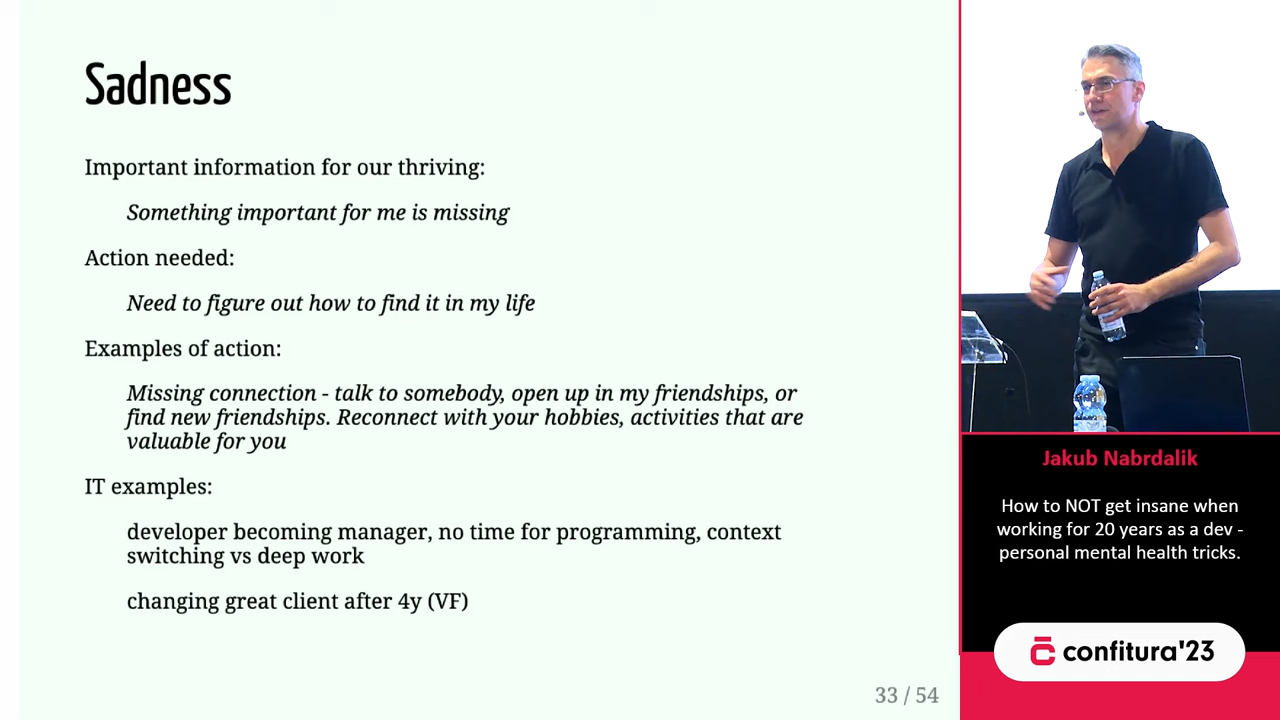 Sadness
Important information for our thriving:
Something important for me is missing
Action needed:
Need to figure out how to find it in my life
Examples of action:
Missing connection - talk to somebody, open up in my friendships, or
find new friendships. Reconnect with your hobbies, activities that are
valuable for you
IT examples:
developer becoming manager, no time for programming, context
switching vs deep work
changing great client after 4y (VF)
33 / 54
Jakub Nabrdalik
How to NOT get insane when
working for 20 years as a dev -
personal mental health tricks.
confitura'23